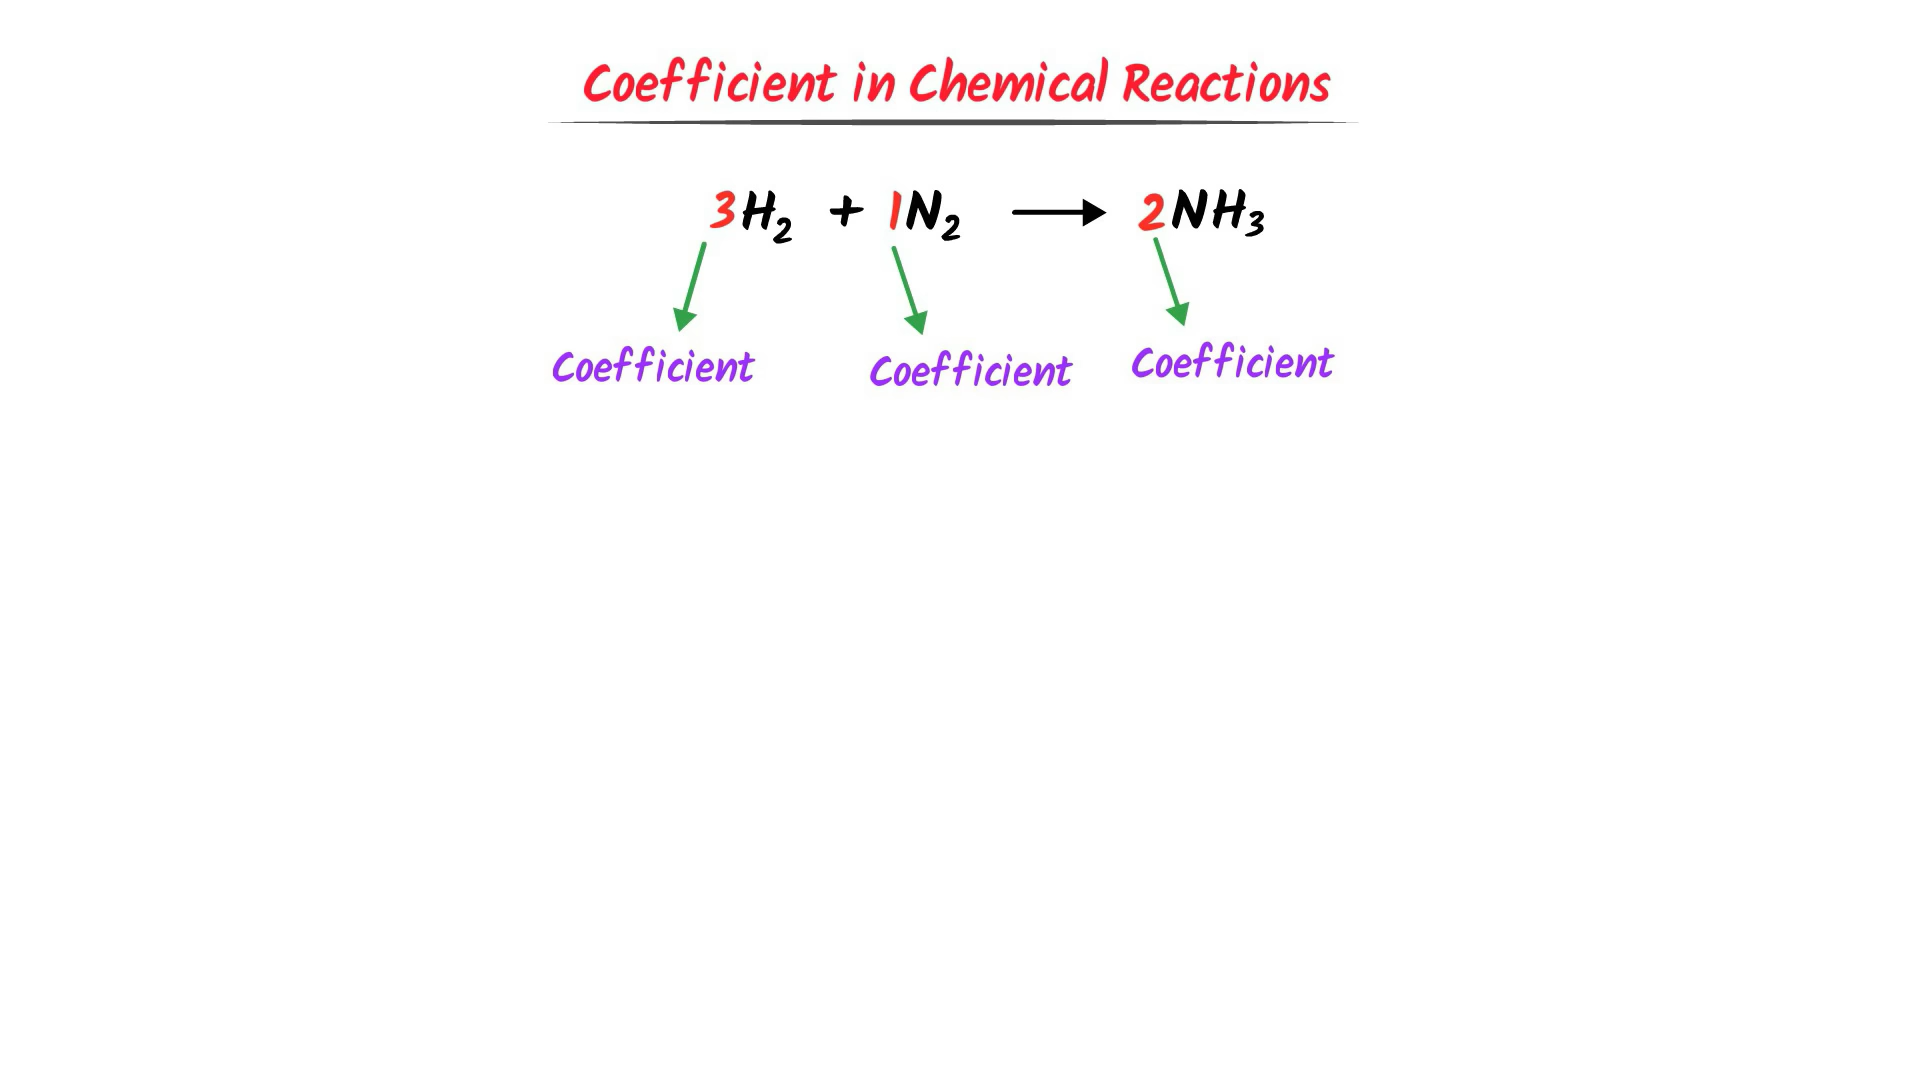 Coefficient in Chemical Reactions
3H₂ + 1N₂ ⟶ 2NH₃
Coefficient Coefficient Coefficient